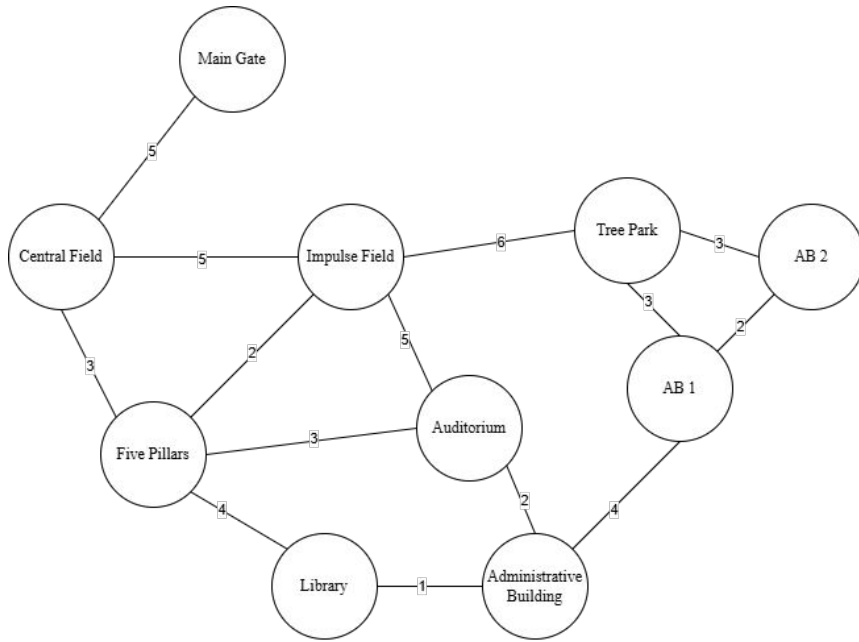 Main Gate
5
Central Field
5
Impulse Field
6
Tree Park
3
AB 2
3
2
3
2
5
AB 1
Five Pillars
3
Auditorium
4
2
4
Library
1
Administrative
Building